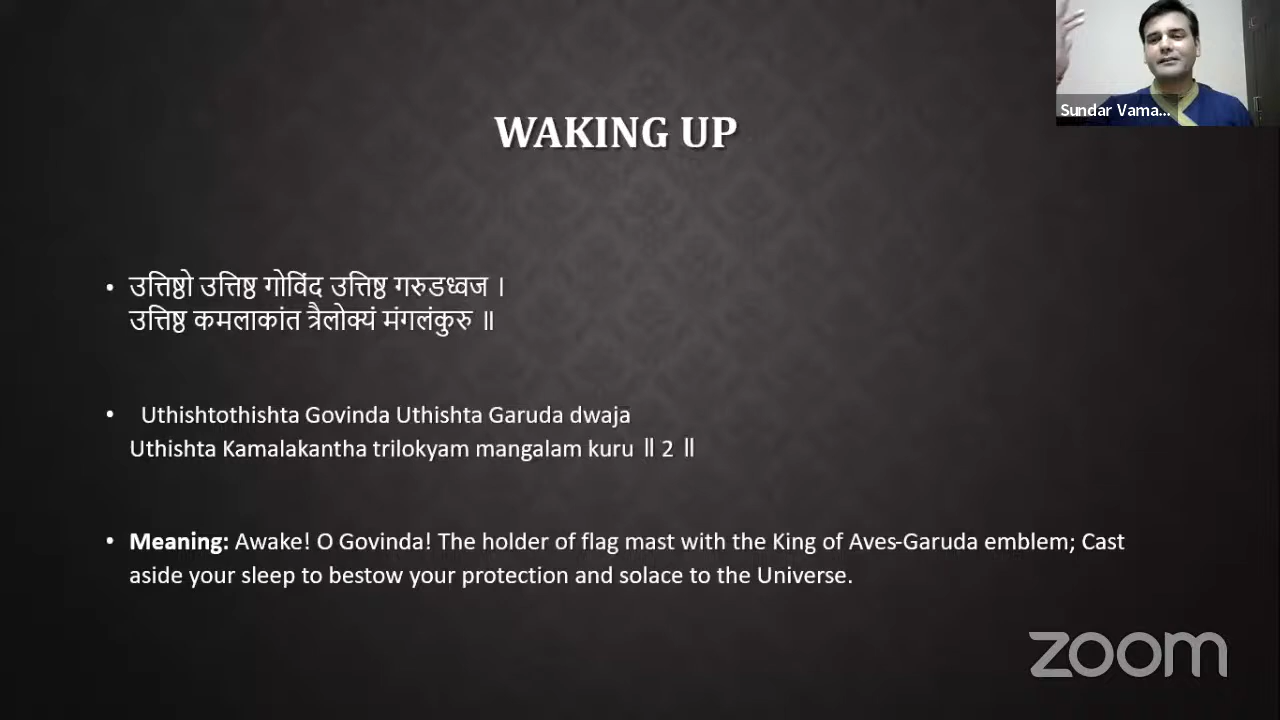 Sundar Vama...
WAKING UP
• उत्तिष्ठो उत्तिष्ठ गोविंद उत्तिष्ठ गरुडध्वज ।
उत्तिष्ठ कमलाकांत त्रैलोक्यं मंगलंकुरु ॥
• Uthishtothishta Govinda Uthishta Garuda dwaja
Uthishta Kamalakantha trilokyam mangalam kuru ॥ 2 ॥
• Meaning: Awake! O Govinda! The holder of flag mast with the King of Aves-Garuda emblem; Cast
aside your sleep to bestow your protection and solace to the Universe.
zoom